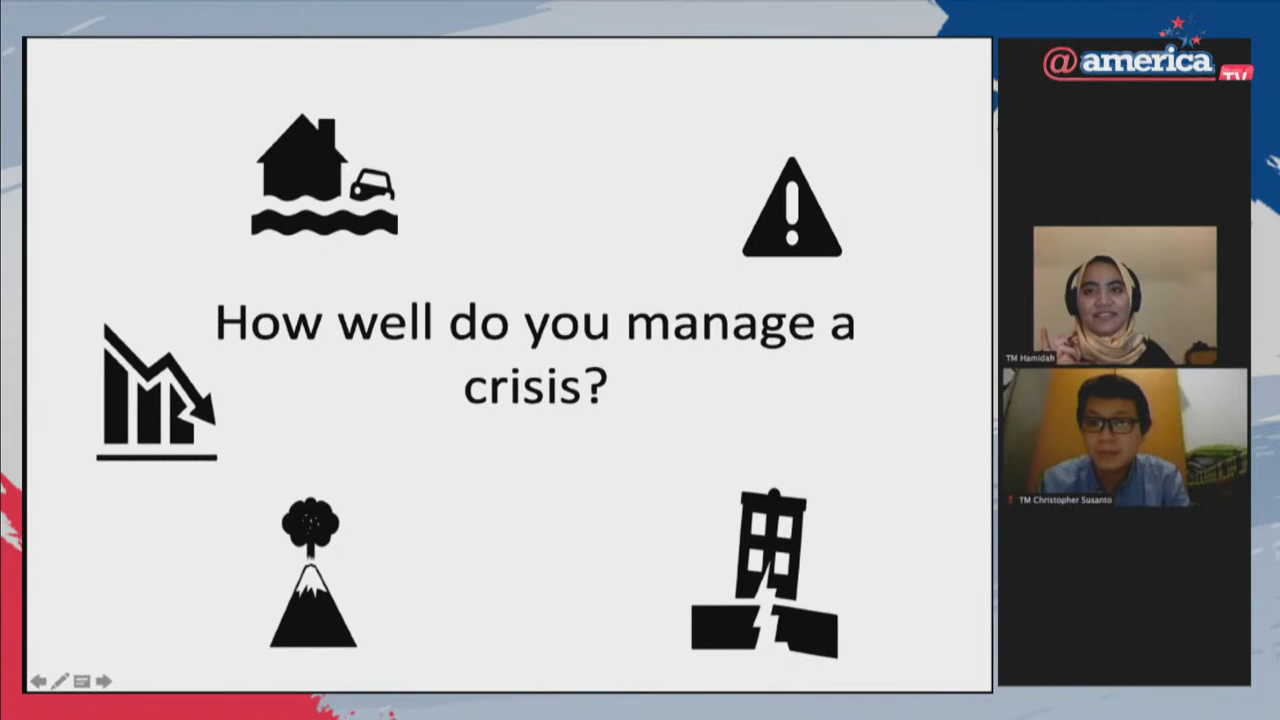 @america
TV
How well do you manage a
crisis?
TM Hamidah
TM Christopher Susanto